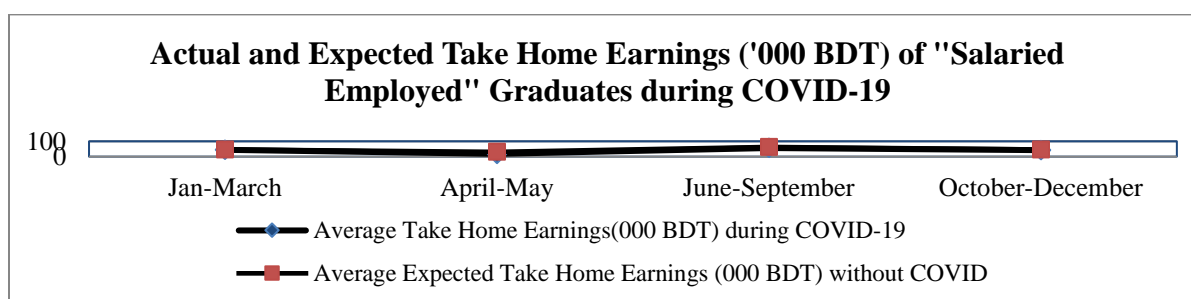 Actual and Expected Take Home Earnings ('000 BDT) of "Salaried
Employed" Graduates during COVID-19
100
0
Jan-March April-May June-September October-December
Average Take Home Earnings(000 BDT) during COVID-19
Average Expected Take Home Earnings (000 BDT) without COVID